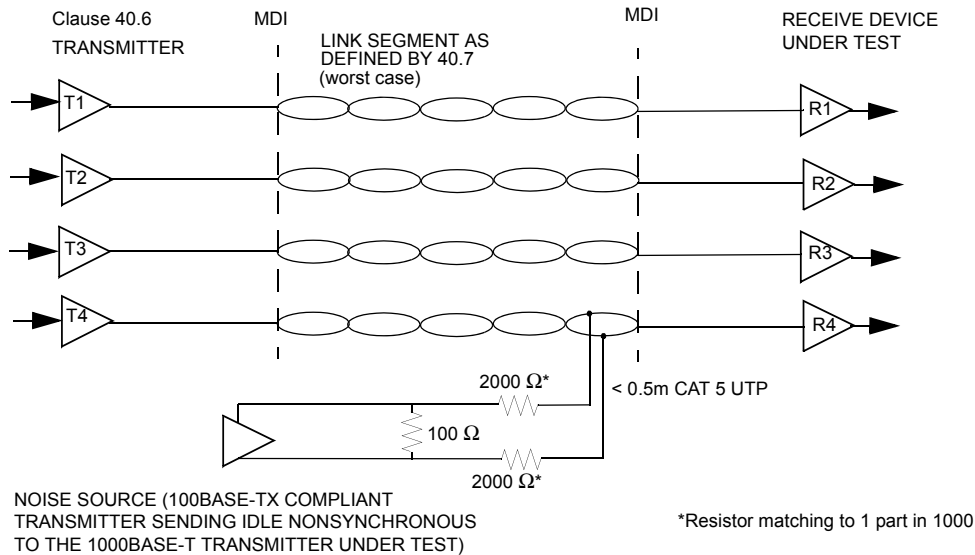 Clause 40.6
TRANSMITTER
MDI
LINK SEGMENT AS
DEFINED BY 40.7
(worst case)
MDI
RECEIVE DEVICE
UNDER TEST
T1
R1
T2
R2
T3
R3
T4
R4
2000 Ω*
< 0.5m CAT 5 UTP
100 Ω
2000 Ω*
NOISE SOURCE (100BASE-TX COMPLIANT
TRANSMITTER SENDING IDLE NONSYNCHRONOUS
TO THE 1000BASE-T TRANSMITTER UNDER TEST)
*Resistor matching to 1 part in 1000